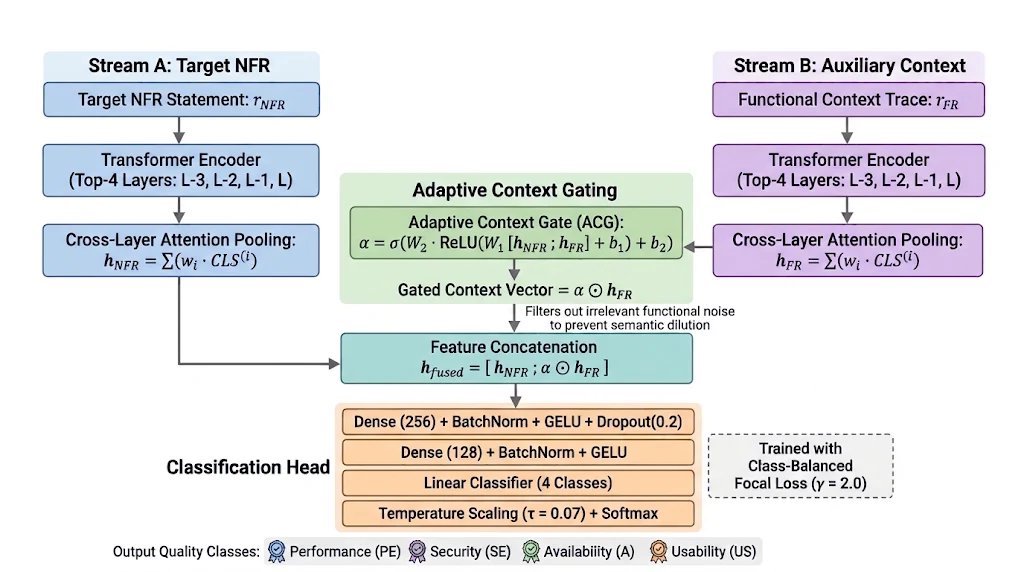 Stream A: Target NFR
Target NFR Statement: r_NFR
Transformer Encoder
(Top-4 Layers: L-3, L-2, L-1, L)
Cross-Layer Attention Pooling:
h_NFR = ∑(w_i · CLS^(i)
Stream B: Auxiliary Context
Functional Context Trace: r_FR
Transformer Encoder
(Top-4 Layers: L-3, L-2, L-1, L)
Cross-Layer Attention Pooling:
h_FR = ∑(w_i · CLS^(i)
Adaptive Context Gating
Adaptive Context Gate (ACG):
α = σ(W_2 · ReLU(W_1 [h_NFR ; h_FR] + b_1) + b_2)
Gated Context Vector = α ⊙ h_FR
Filters out irrelevant functional noise
to prevent semantic dilution
Feature Concatenation
h_fused = [ h_NFR ; α ⊙ h_FR ]
Classification Head
Dense (256) + BatchNorm + GELU + Dropout(0.2)
Dense (128) + BatchNorm + GELU
Linear Classifier (4 Classes)
Temperature Scaling (τ = 0.07) + Softmax
Trained with
Class-Balanced
Focal Loss (γ = 2.0)
Output Quality Classes: Performance (PE) Security (SE) Availability (A) Usability (US)